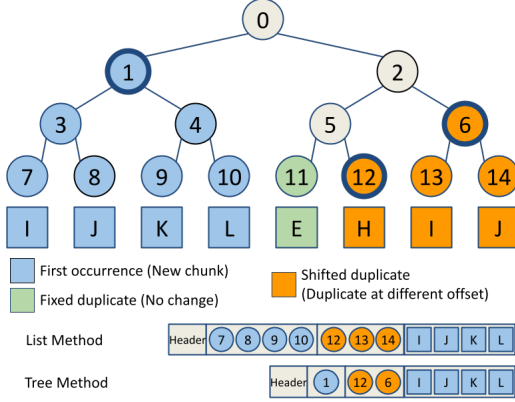 0
1 2
3 4 5 6
7 8 9 10 11 12 13 14
I J K L E H I J
First occurrence (New chunk)
Fixed duplicate (No change)
Shifted duplicate
(Duplicate at different offset)
List Method Header 7 8 9 10 12 13 14 I J K L
Tree Method Header 1 12 6 I J K L